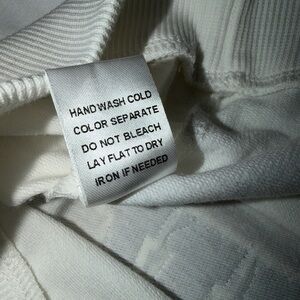 HAND WASH COLD
COLOR SEPARATE
DO NOT BLEACH
LAY FLAT TO DRY
IRON IF NEEDED